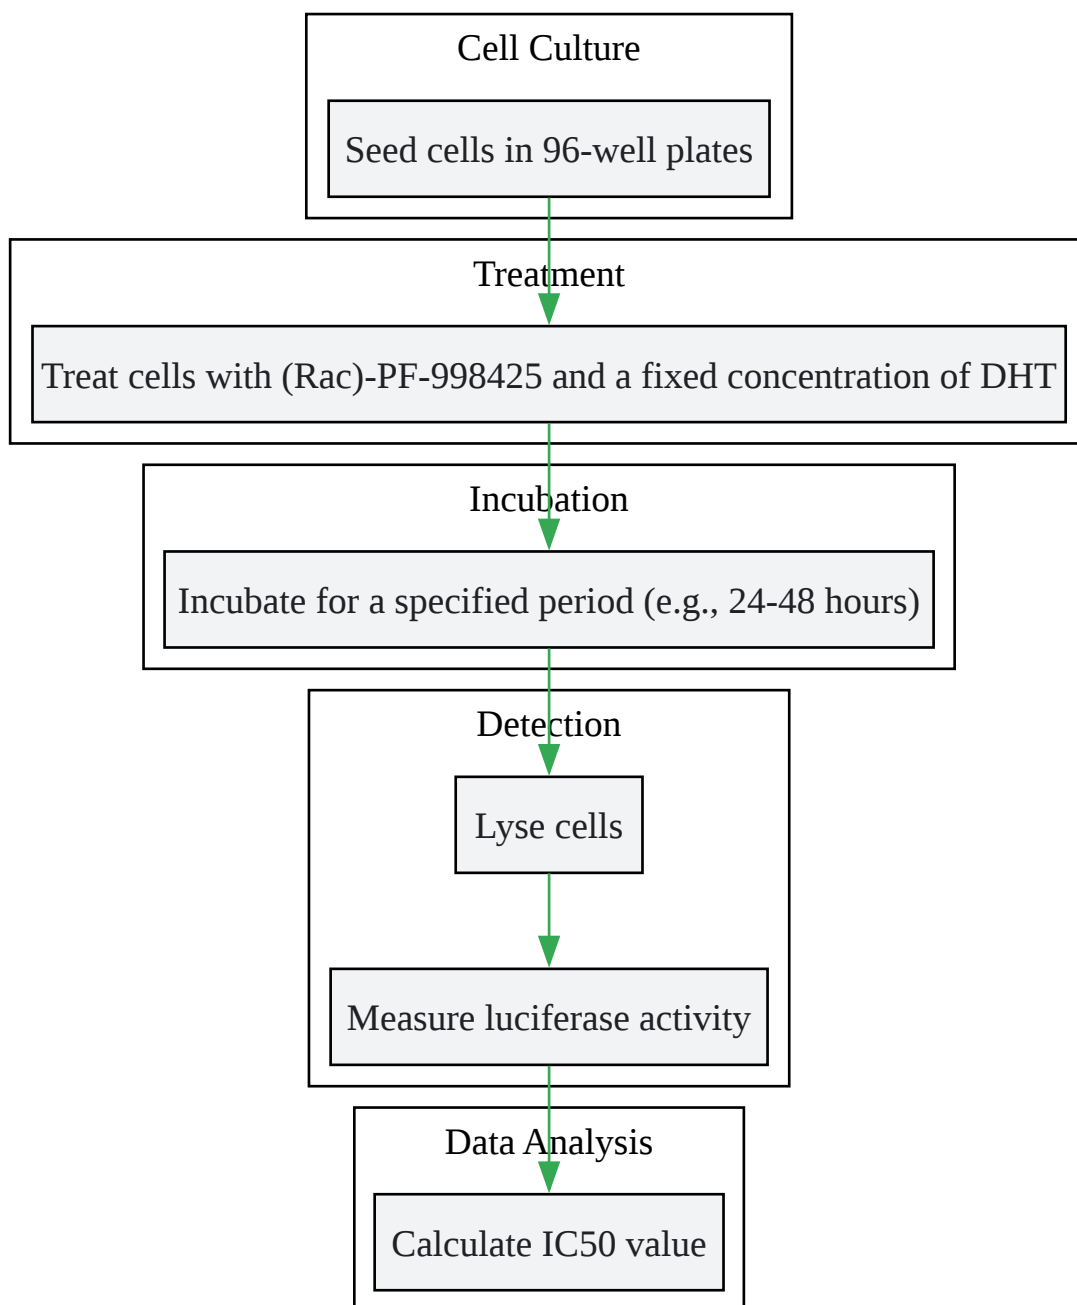 Cell Culture
Seed cells in 96-well plates
Treatment
Treat cells with (Rac)-PF-998425 and a fixed concentration of DHT
Incubation
Incubate for a specified period (e.g., 24-48 hours)
Detection
Lyse cells
Measure luciferase activity
Data Analysis
Calculate IC50 value